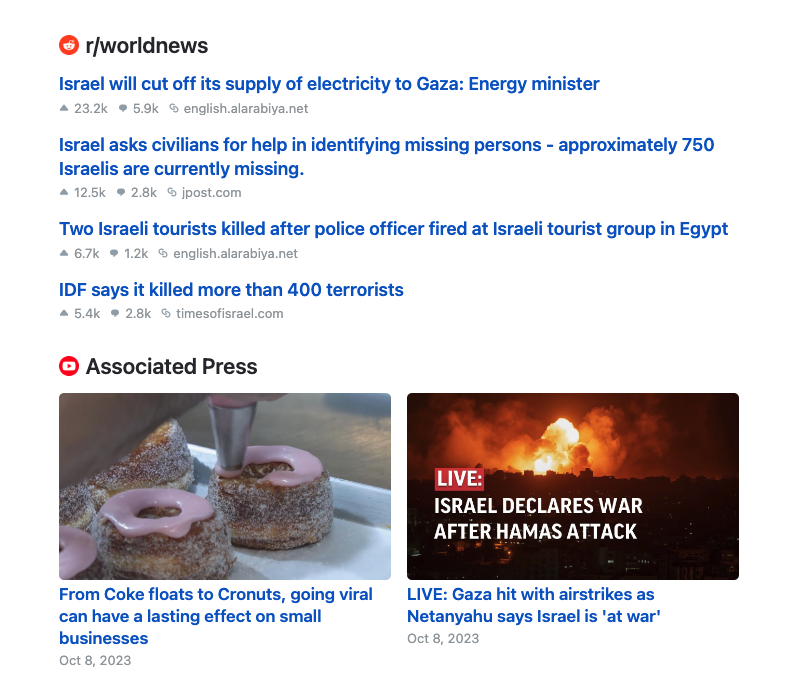 r/worldnews
Israel will cut off its supply of electricity to Gaza: Energy minister
23.2k 5.9k english.alarabiya.net
Israel asks civilians for help in identifying missing persons - approximately 750
Israelis are currently missing.
12.5k 2.8k jpost.com
Two Israeli tourists killed after police officer fired at Israeli tourist group in Egypt
6.7k 1.2k english.alarabiya.net
IDF says it killed more than 400 terrorists
5.4k 2.8k timesofisrael.com
Associated Press
From Coke floats to Cronuts, going viral
can have a lasting effect on small
businesses
Oct 8, 2023
LIVE:
ISRAEL DECLARES WAR
AFTER HAMAS ATTACK
LIVE: Gaza hit with airstrikes as
Netanyahu says Israel is 'at war'
Oct 8, 2023